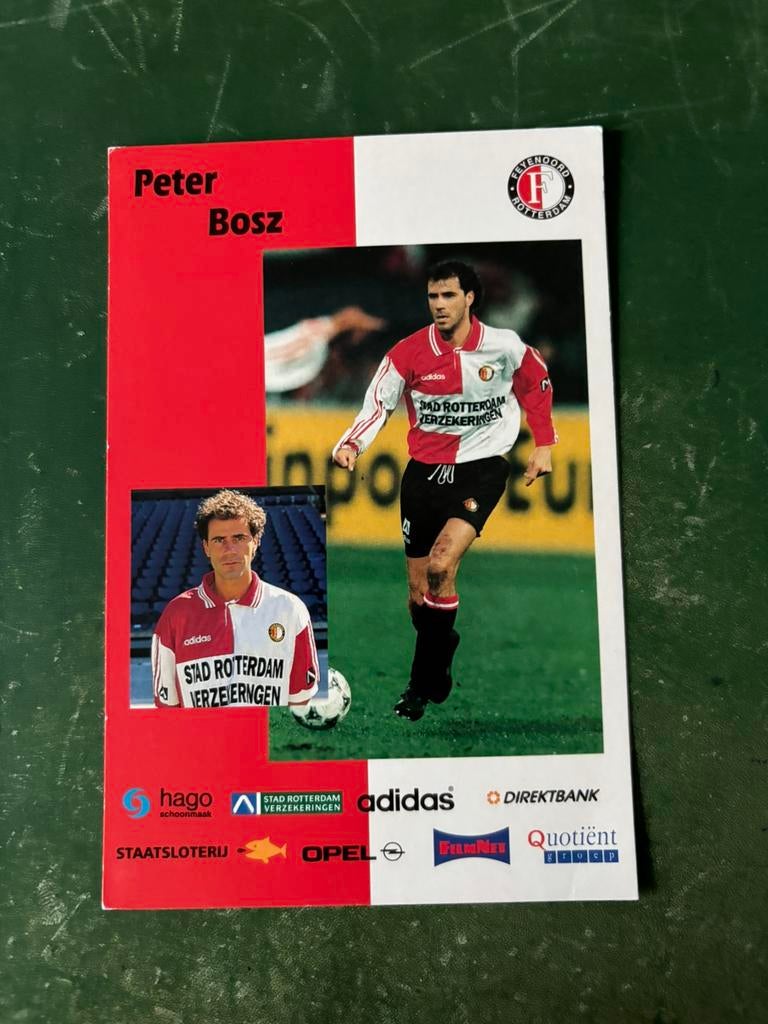 Peter
Bosz
FEYENOORD
ROTTERDAM
F
adidas
STAD ROTTERDAM
VERZEKERINGEN
adidas
STAD ROTTERDAM
VERZEKERINGEN
hago
schoonmaak
STAD ROTTERDAM
VERZEKERINGEN
adidas
DIREKTBANK
STAATSLOTERIJ
OPEL
FILMNET
Quotiënt
groep